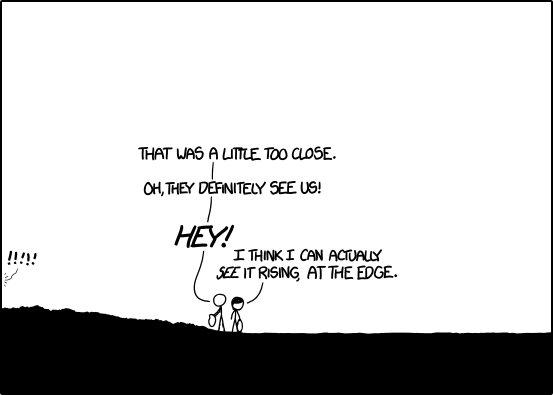 THAT WAS A LITTLE TOO CLOSE.
OH, THEY DEFINITELY SEE US!
HEY!
I THINK I CAN ACTUALLY
SEE IT RISING, AT THE EDGE.
!!!!!